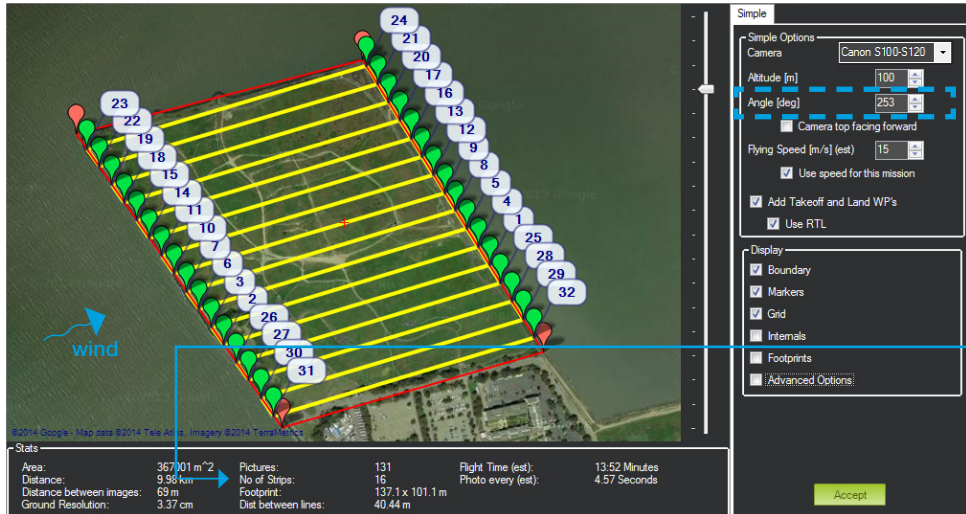 24
21
20
17
16
13
12
9
8
5
4
1
25
28
29
32
23
22
19
18
15
14
11
10
7
6
3
2
26
27
30
31
wind
©2014 Google - Map data ©2014 Tele Atlas, Imagery ©2014 TerraMetrics
Simple
Simple Options
Camera Canon S100-S120
Altitude [m] 100
Angle [deg] 253
Camera top facing forward
Flying Speed [m/s] (est) 15
Use speed for this mission
Add Takeoff and Land WP's
Use RTL
Display
Boundary
Markers
Grid
Internals
Footprints
Advanced Options
Accept
Stats
Area: 367001 m^2 Pictures: 131 Flight Time (est): 13:52 Minutes
Distance: 9.98 km No of Strips: 16 Photo every (est): 4.57 Seconds
Distance between images: 69 m Footprint: 137.1 x 101.1 m
Ground Resolution: 3.37 cm Dist between lines: 40.44 m